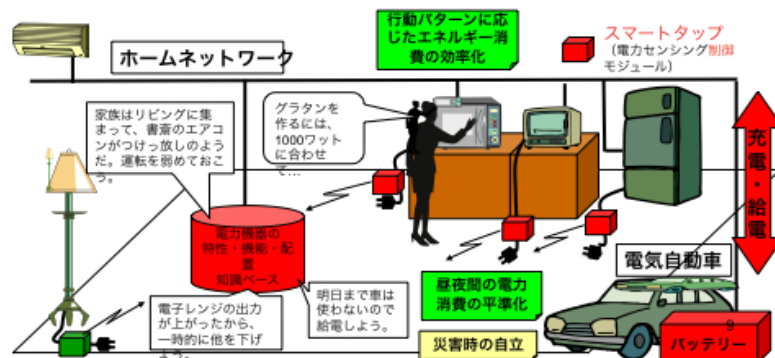 行動パターンに応
じたエネルギー消
費の効率化
スマートタップ
（電力センシング制御
モジュール）
ホームネットワーク
家族はリビングに集
まって、書斎のエアコ
ンがつけっ放しのよう
だ。運転を弱めておこ
う。
グラタンを
作るには、
1000ワット
に合わせ
て…
充電・給電
電力機器の
特性・機能・配
置
知識ベース
電気自動車
昼夜間の電力
消費の平準化
明日まで車は
使わないので
給電しよう。
電子レンジの出力
が上がったから、
一時的に他を下げ
よう。
災害時の自立
9
バッテリー